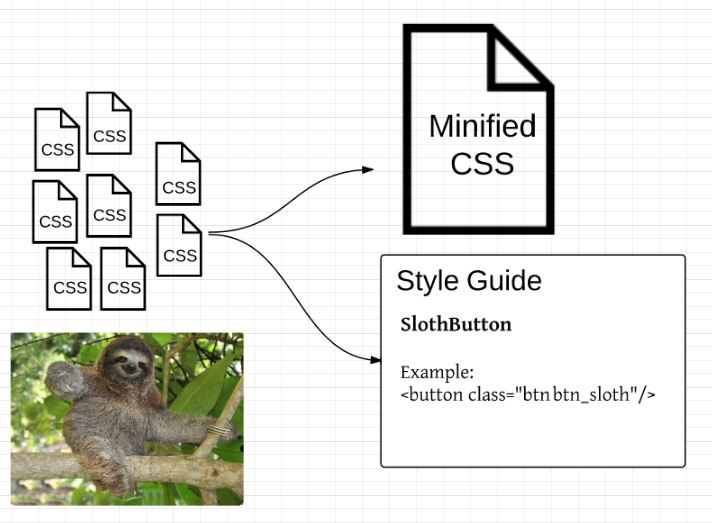 CSS
CSS
CSS
CSS
CSS
CSS
CSS
CSS
Minified
CSS
Style Guide
SlothButton
Example:
<button class="btn btn_sloth"/>